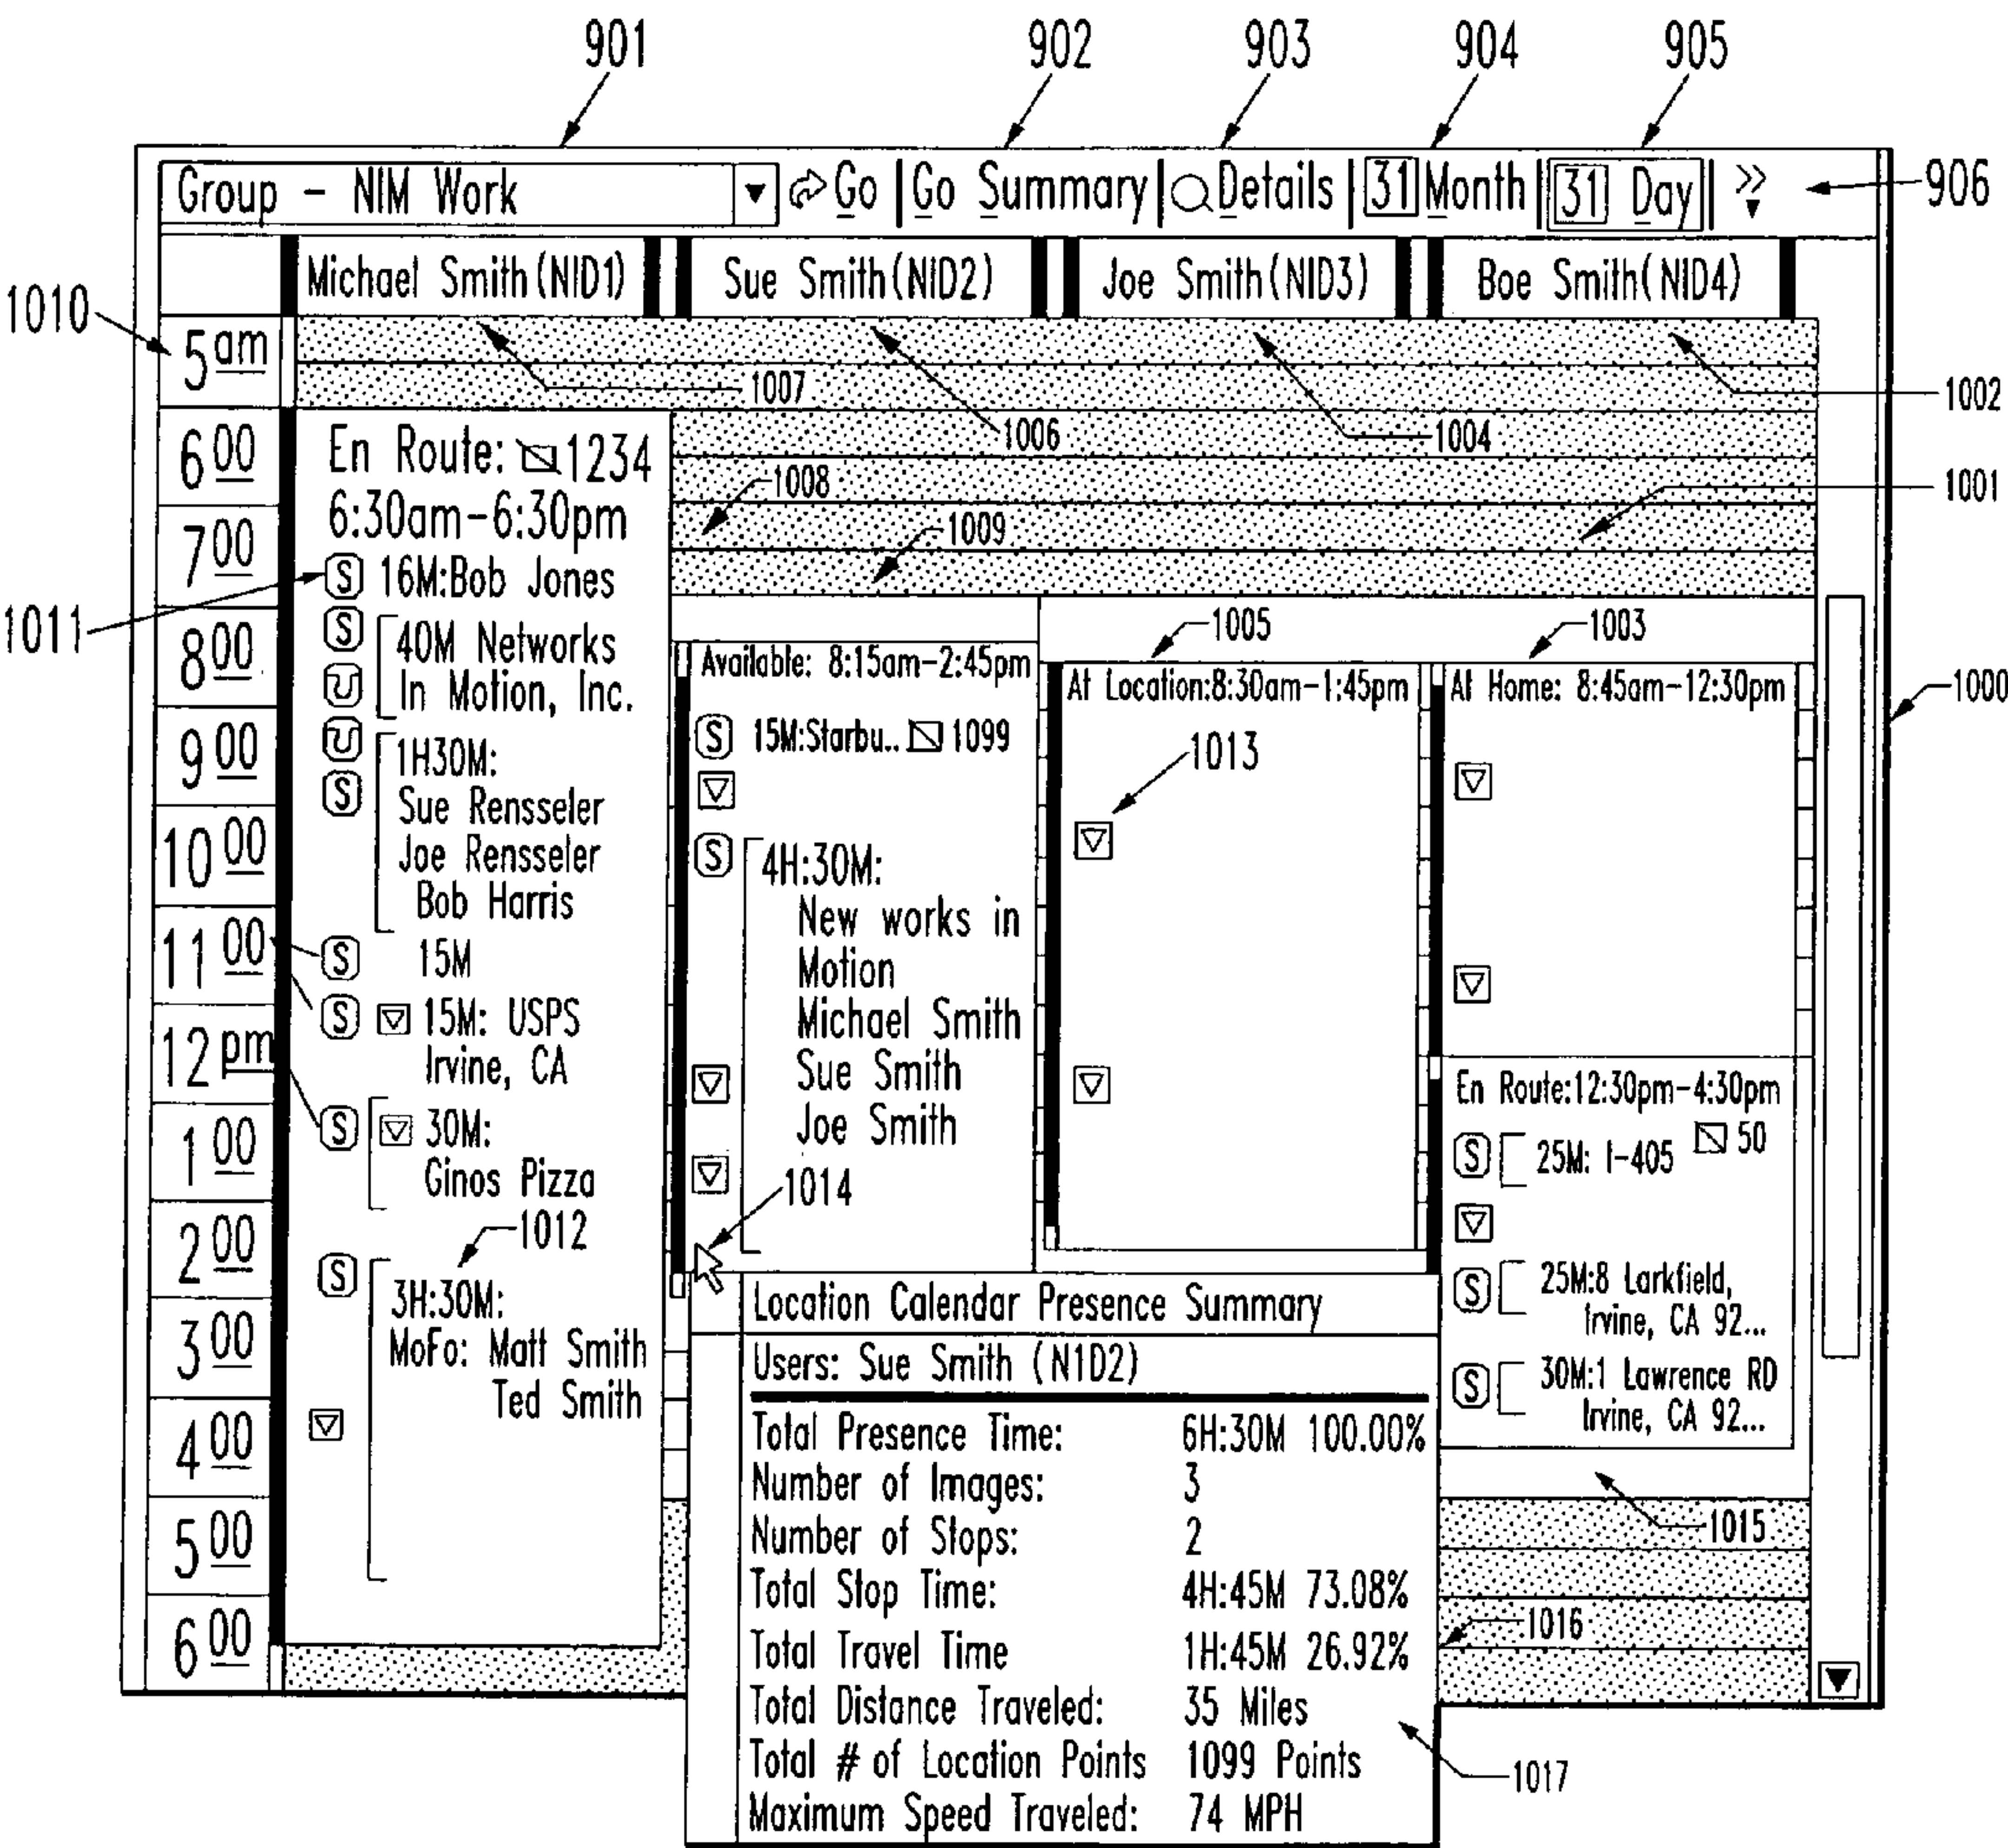 901
902
903
904
905
Group – NIM Work
Go
Go Summary
Details
31 Month
31 Day
906
Michael Smith(NID1)
Sue Smith(NID2)
Joe Smith(NID3)
Boe Smith(NID4)
1010
5 am
6 00
7 00
8 00
9 00
10 00
11 00
12 pm
1 00
2 00
3 00
4 00
5 00
6 00
1007
1006
1004
1002
1008
1009
1001
1011
1000
En Route: 1234
6:30am-6:30pm
S 16M:Bob Jones
S 40M Networks
U In Motion, Inc.
U 1H30M:
S Sue Rensseler
Joe Rensseler
Bob Harris
S 15M
S 15M: USPS
Irvine, CA
S 30M:
Ginos Pizza
1012
S 3H:30M:
MoFo: Matt Smith
Ted Smith
Available: 8:15am-2:45pm
S 15M:Starbu.. 1099
S 4H:30M:
New works in
Motion
Michael Smith
Sue Smith
Joe Smith
1014
1005
At Location:8:30am-1:45pm
1013
1003
At Home: 8:45am-12:30pm
En Route:12:30pm-4:30pm
S 25M: I-405 50
S 25M:8 Larkfield,
Irvine, CA 92...
S 30M:1 Lawrence RD
Irvine, CA 92...
1015
1016
Location Calendar Presence Summary
Users: Sue Smith (N1D2)
Total Presence Time: 6H:30M 100.00%
Number of Images: 3
Number of Stops: 2
Total Stop Time: 4H:45M 73.08%
Total Travel Time 1H:45M 26.92%
Total Distance Traveled: 35 Miles
Total # of Location Points 1099 Points
Maximum Speed Traveled: 74 MPH
1017